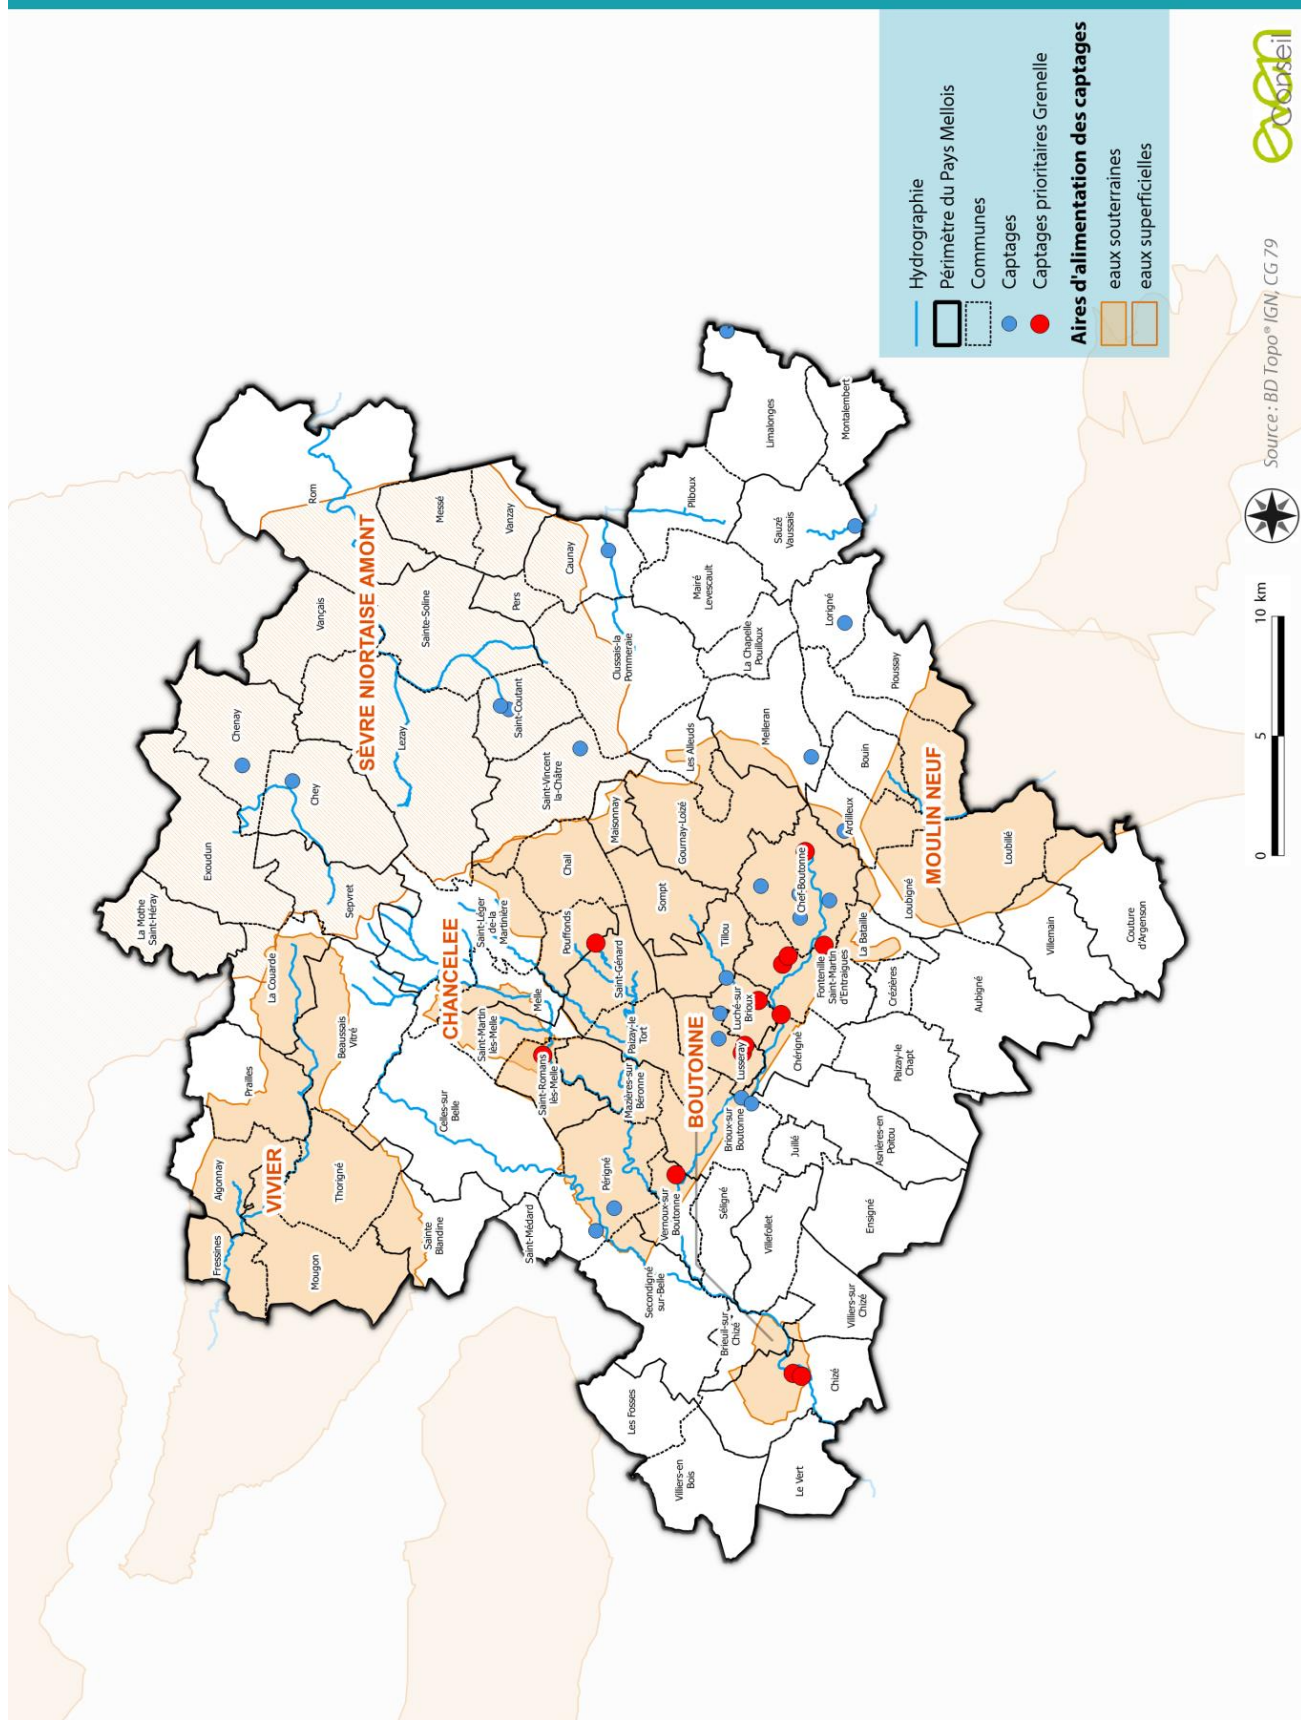 La Mothe
Saint-Héray
Exoudun
Chenay
Chey
Rom
Sepvret
Vançais
SÈVRE NIORTAISE AMONT
Lezay
Sainte-Soline
Messé
Vanzay
Pers
Caunay
Saint-Coutant
Saint-Vincent
la-Châtre
Clussais-la
Pommeraie
La Couarde
Prailles
Beaussais
Vitré
Aigonnay
VIVIER
Fressines
Thorigné
Mougon
Sainte
Blandine
Celles-sur
Belle
Saint-Médard
CHANCELEE
Saint-Léger
de-la
Martinière
Saint-Martin
lès-Melle
Melle
Saint-Romans
lès-Melle
Chail
Maisonnay
Pouffonds
Saint-Génard
Paizay-le
Tort
Mazières-sur
Béronne
Périgné
Sompt
Gournay-Loizé
Les Alleuds
Melleran
La Chapelle
Pouilloux
Mairé
Levescault
Pliboux
Limalonges
Montalembert
Sauzé
Vaussais
Lorigné
Pioussay
Bouin
Ardilleux
Chef-Boutonne
Tillou
Luché-sur
Brioux
BOUTONNE
Lusseray
Fontenille
Saint-Martin
d'Entraigues
La Bataille
Loubigné
MOULIN NEUF
Loubillé
Villemain
Couture
d'Argenson
Crézières
Aubigné
Chérigné
Paizay-le
Chapt
Brioux-sur
Boutonne
Juillé
Asnières-en
Poitou
Vernoux-sur
Boutonne
Séligné
Villefollet
Ensigné
Secondigné
sur-Belle
Brieuil-sur
Chizé
Villiers-sur
Chizé
Chizé
Les Fosses
Villiers-en
Bois
Le Vert
Hydrographie
Périmètre du Pays Mellois
Communes
Captages
Captages prioritaires Grenelle
Aires d'alimentation des captages
eaux souterraines
eaux superficielles
0 5 10 km
Source : BD Topo® IGN, CG 79
even
Conseil